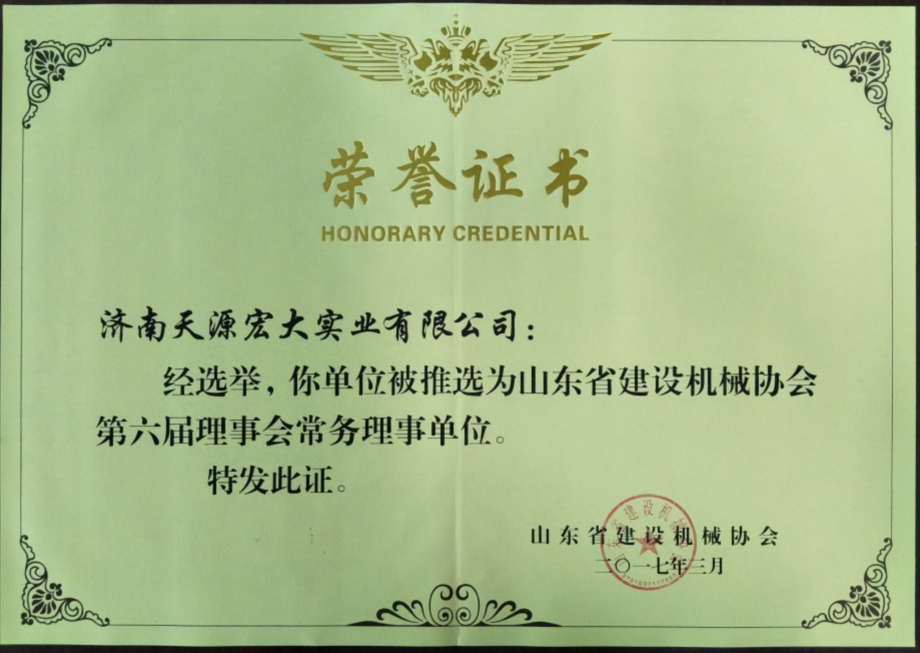 荣誉证书
HONORARY CREDENTIAL
济南天源宏大实业有限公司：
经选举，你单位被推选为山东省建设机械协会
第六届理事会常务理事单位。
特发此证。
山东省建设机械协会
二〇一七年三月